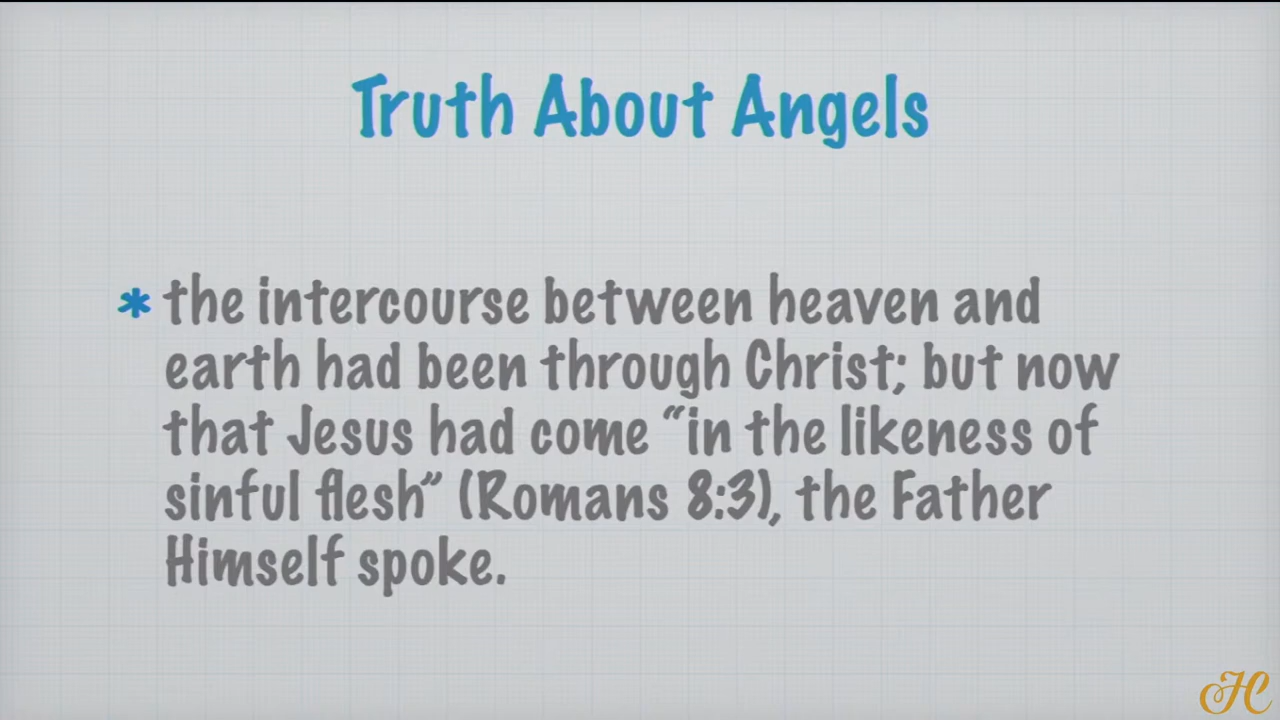 Truth About Angels
* the intercourse between heaven and
earth had been through Christ; but now
that Jesus had come “in the likeness of
sinful flesh” (Romans 8:3), the Father
Himself spoke.
HC